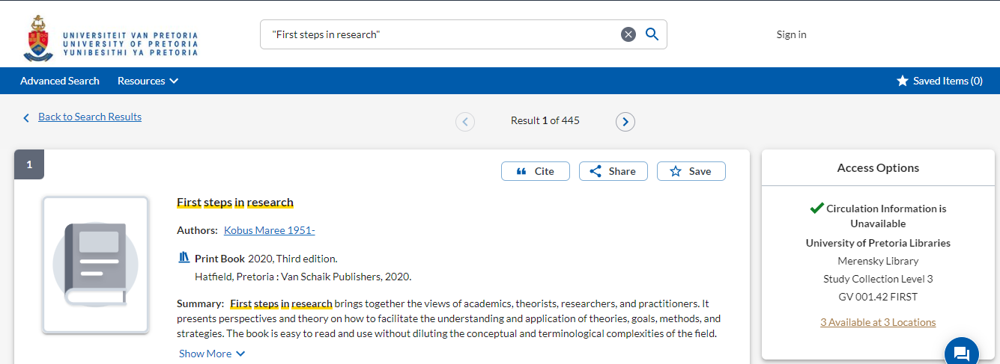 UNIVERSITEIT VAN PRETORIA
UNIVERSITY OF PRETORIA
YUNIBESITHI YA PRETORIA
"First steps in research"
Sign in
Advanced Search
Resources
Saved Items (0)
Back to Search Results
Result 1 of 445
1
Cite
Share
Save
First steps in research
Authors: Kobus Maree 1951-
Print Book 2020, Third edition.
Hatfield, Pretoria : Van Schaik Publishers, 2020.
Summary: First steps in research brings together the views of academics, theorists, researchers, and practitioners. It
presents perspectives and theory on how to facilitate the understanding and application of theories, goals, methods, and
strategies. The book is easy to read and use without diluting the conceptual and terminological complexities of the field.
Show More
Access Options
Circulation Information is
Unavailable
University of Pretoria Libraries
Merensky Library
Study Collection Level 3
GV 001.42 FIRST
3 Available at 3 Locations